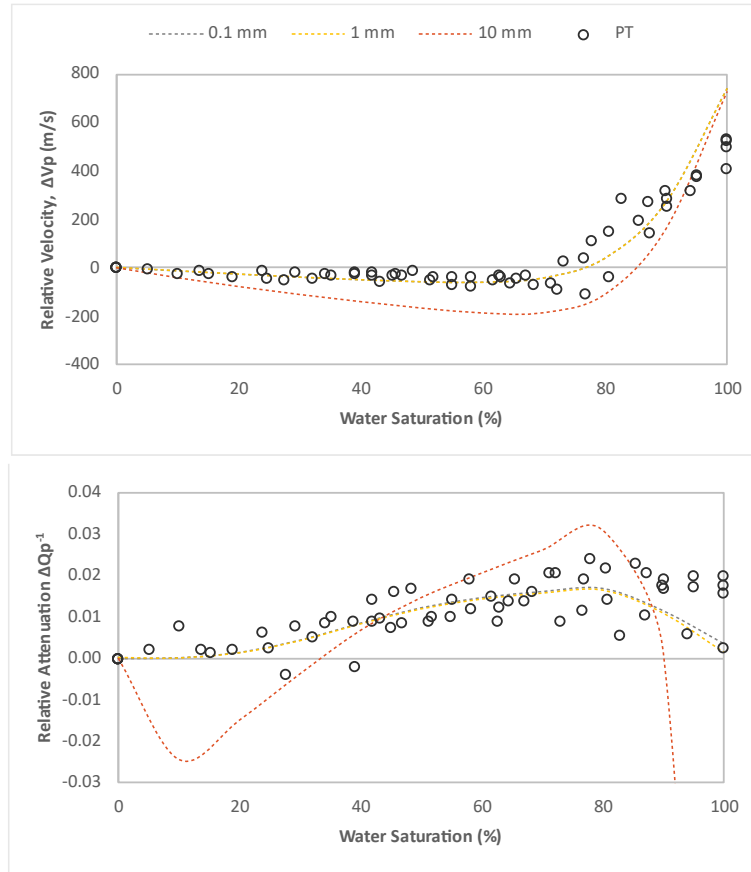 0.1 mm 1 mm 10 mm PT
800
600
400
200
0
-200
-400
Relative Velocity, ΔVp (m/s)
0 20 40 60 80 100
Water Saturation (%)
0.04
0.03
0.02
0.01
0.00
0.01
0.02
-0.03
Relative Attenuation ΔQp⁻¹
0 20 40 60 80 100
Water Saturation (%)